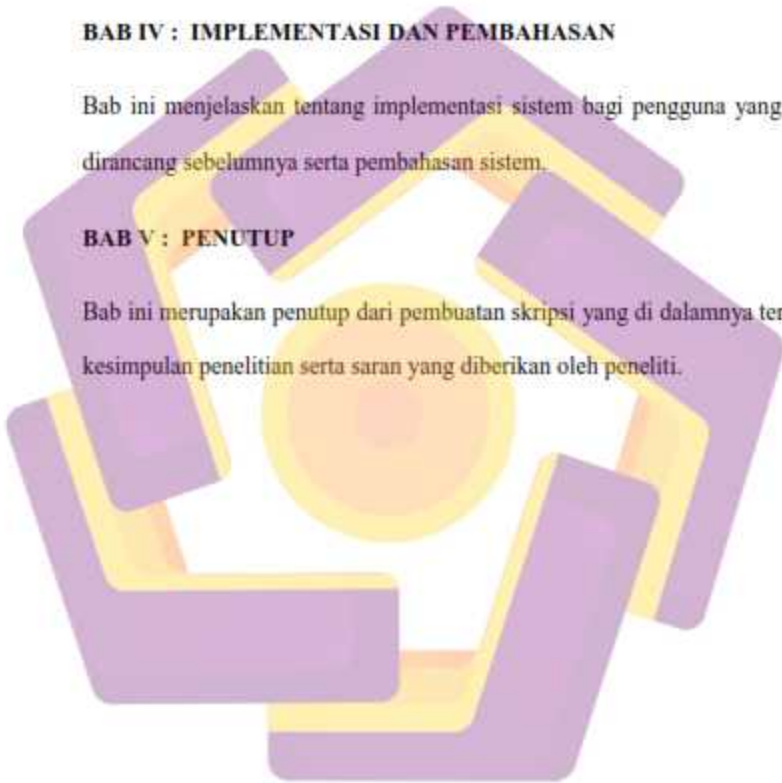 BAB IV : IMPLEMENTASI DAN PEMBAHASAN
Bab ini menjelaskan tentang implementasi sistem bagi pengguna yang
dirancang sebelumnya serta pembahasan sistem.
BAB V : PENUTUP
Bab ini merupakan penutup dari pembuatan skripsi yang di dalamnya
kesimpulan penelitian serta saran yang diberikan oleh peneliti.